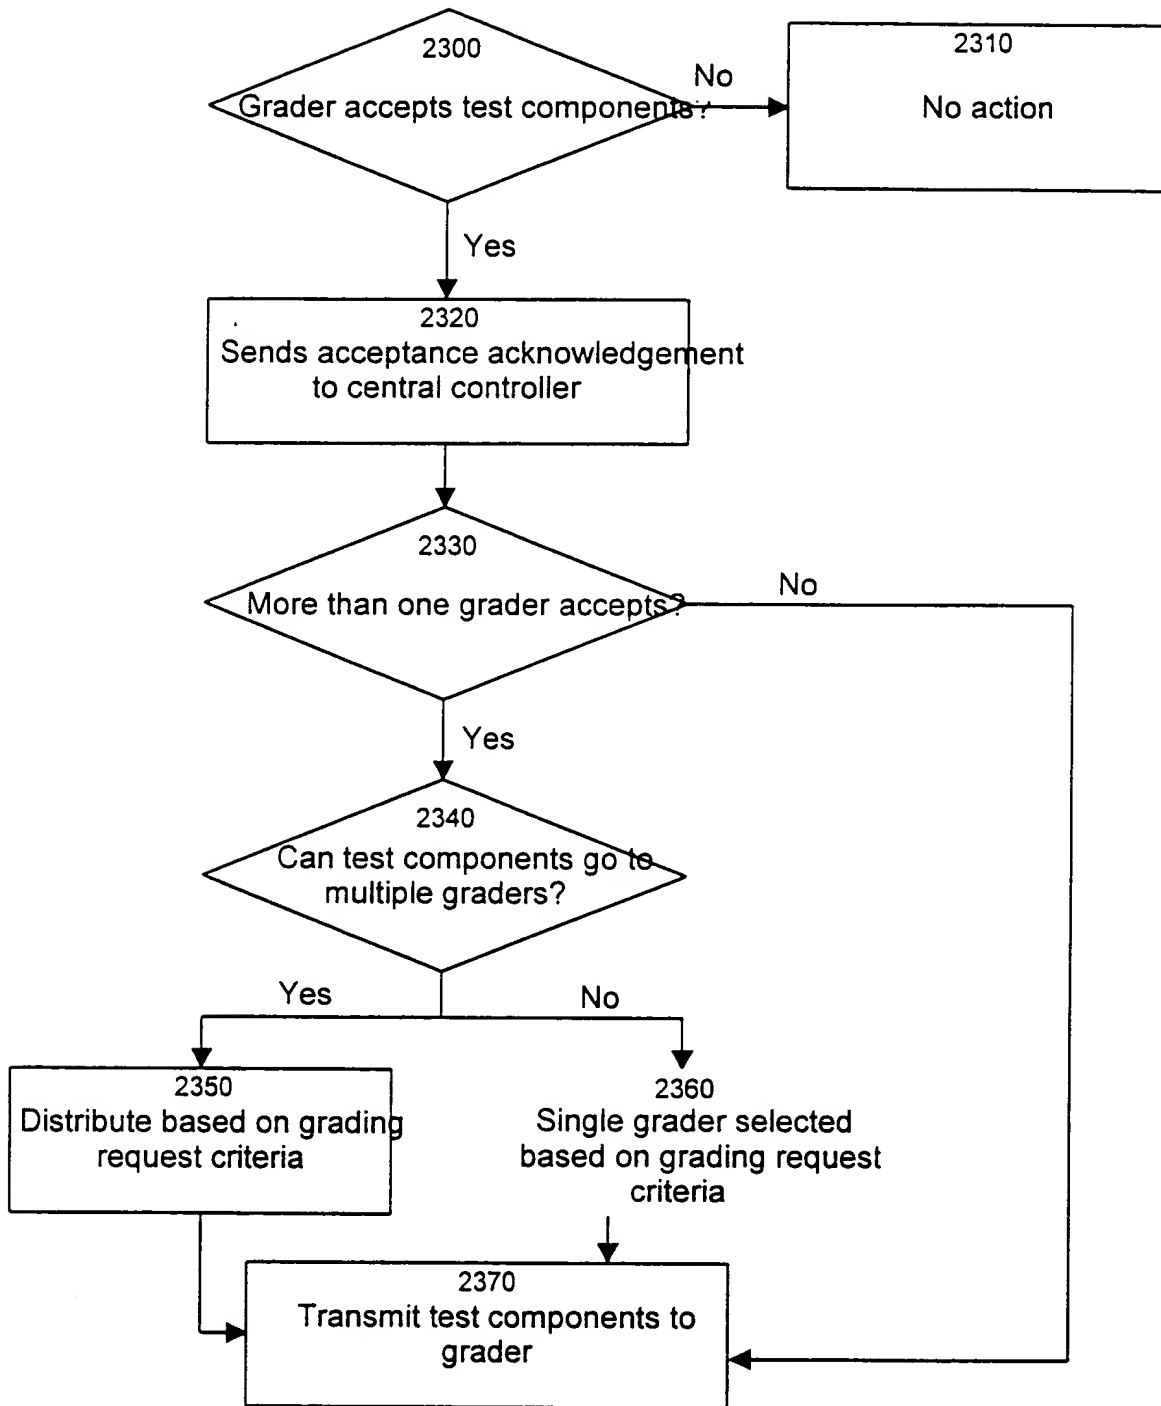 2300
Grader accepts test components?
No
2310
No action
Yes
2320
Sends acceptance acknowledgement
to central controller
2330
More than one grader accepts?
No
Yes
2340
Can test components go to
multiple graders?
Yes
No
2350
Distribute based on grading
request criteria
2360
Single grader selected
based on grading request
criteria
2370
Transmit test components to
grader